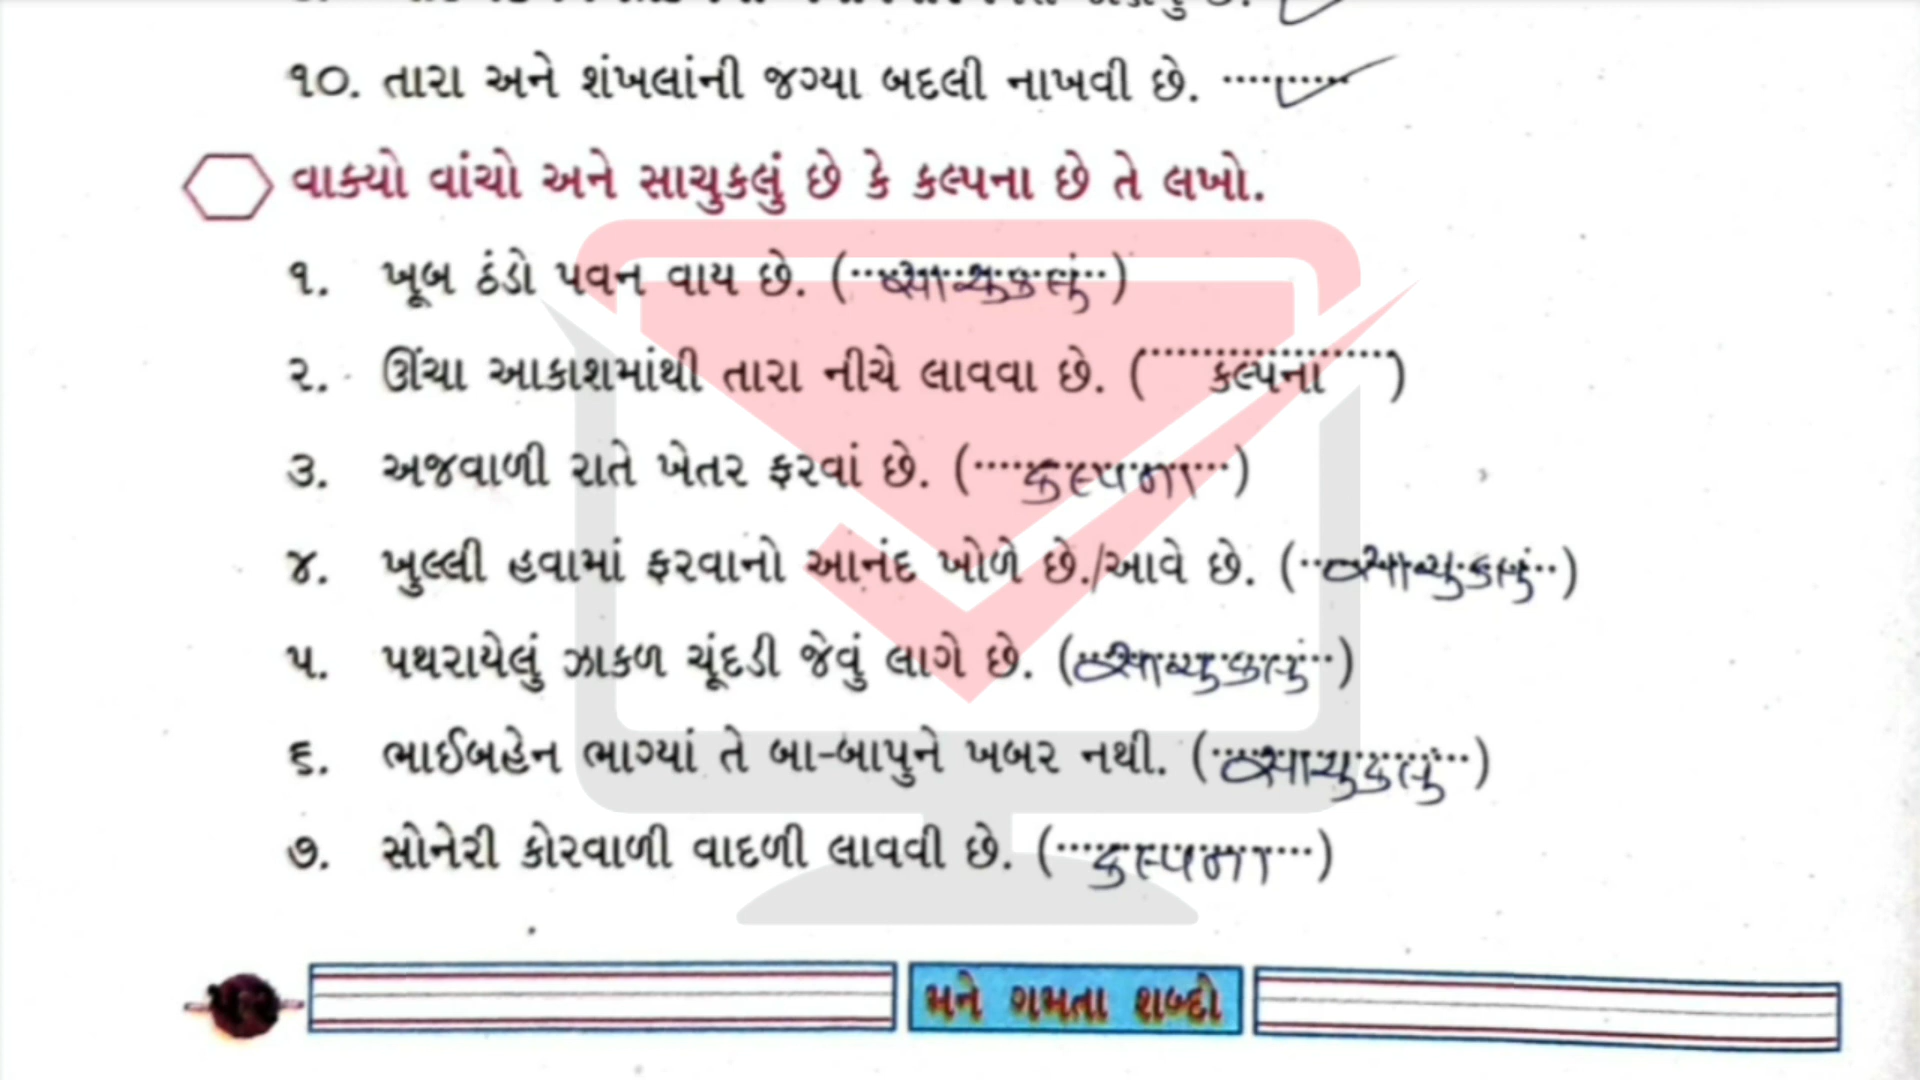 ૧૦. તારા અને શંખલાંની જગ્યા બદલી નાખવી છે.
વાક્યો વાંચો અને સાચુકલું છે કે કલ્પના છે તે લખો.
૧. ખૂબ ઠંડો પવન વાય છે. (સાચુકલું)
૨. ઊંચા આકાશમાંથી તારા નીચે લાવવા છે. (કલ્પના)
૩. અજવાળી રાતે ખેતર ફરવાં છે. (કલ્પના)
૪. ખુલ્લી હવામાં ફરવાનો આનંદ ખોળે છે./આવે છે. (સાચુકલું)
૫. પથરાયેલું ઝાકળ ચૂંદડી જેવું લાગે છે. (સાચુકલું)
૬. ભાઈબહેન ભાગ્યાં તે બા-બાપુને ખબર નથી. (સાચુકલું)
૭. સોનેરી કોરવાળી વાદળી લાવવી છે. (કલ્પના)
મને ગમતા શબ્દો